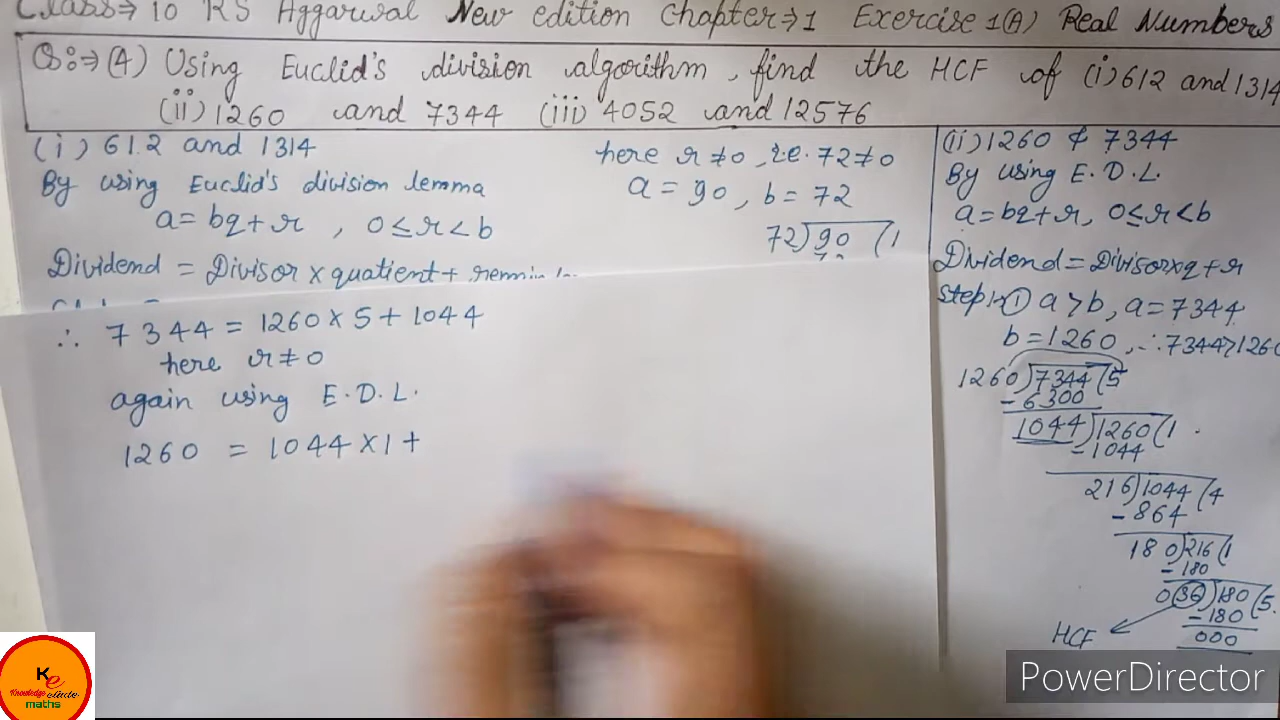 Class⇒ 10 RS Aggarwal New edition Chapter⇒1 Exercise 1(A) Real Numbers
Qs:⇒(4) Using Euclid's division algorithm, find the HCF of (i) 612 and 1314
(ii) 1260 and 7344 (iii) 4052 and 12576
(i) 612 and 1314
By using Euclid's division lemma
a = bq + r , 0 ≤ r < b
Dividend = Divisor × quatient +
here r ≠ 0 , i.e. 72 ≠ 0
a = 90 , b = 72
72)90(1
∴ 7344 = 1260 × 5 + 1044
here r ≠ 0
again using E.D.L.
1260 = 1044 × 1 +
(ii) 1260 & 7344
By using E.D.L.
a = bq + r, 0 ≤ r < b
Dividend = Divisor×q + r
Step:-① a > b, a = 7344
b = 1260, ∵ 7344 > 1260
1260)7344(5
- 6300
1044)1260(1
- 1044
216)1044(4
- 864
180)216(1
- 180
036)180(5
- 180
000
HCF
Ke
Knowledge
maths
PowerDirector